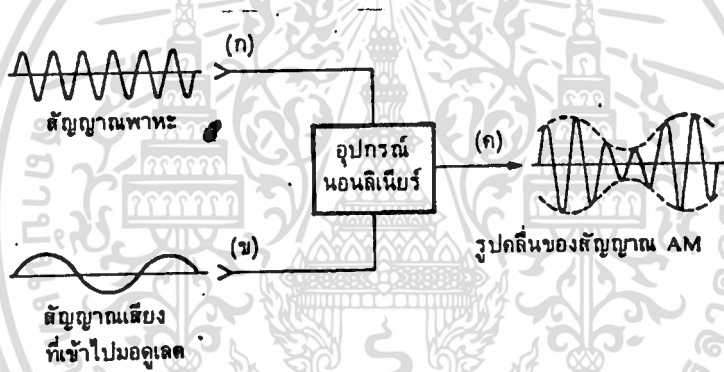 (ก)
สัญญาณพาหะ
อุปกรณ์
นอนลิเนียร์
(ค)
(ข)
รูปคลื่นของสัญญาณ AM
สัญญาณเสียง
ที่เข้าไปมอดูเลต